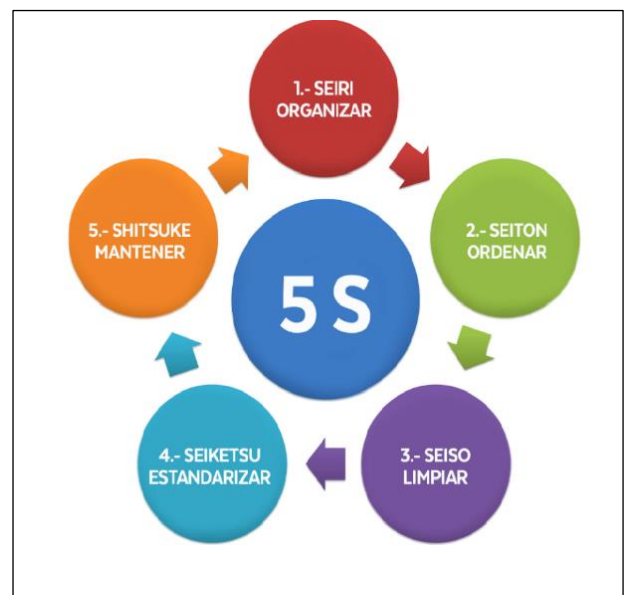 1.- SEIRI
ORGANIZAR
2.- SEITON
ORDENAR
3.- SEISO
LIMPIAR
4.- SEIKETSU
ESTANDARIZAR
5.- SHITSUKE
MANTENER
5 S